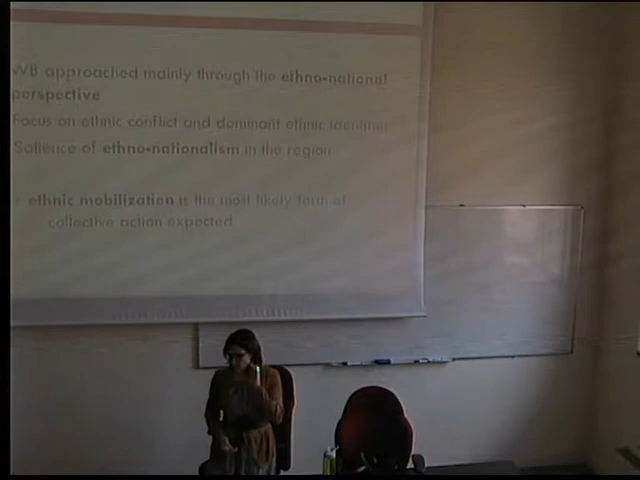 WB approached mainly through the ethno-national
perspective
Focus on ethnic conflict and dominant ethnic identities
Salience of ethno-nationalism in the region
ethnic mobilization is the most likely form of
collective action expected